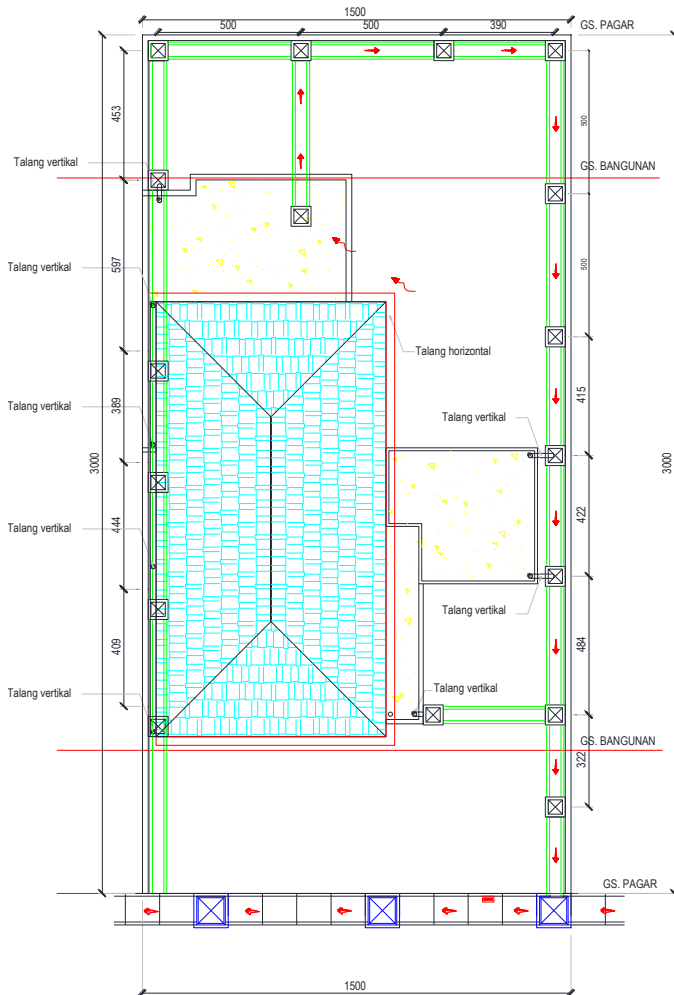 1500
GS. PAGAR
500
500
390
453
500
Talang vertikal
GS. BANGUNAN
Talang vertikal
597
500
Talang horizontal
389
415
Talang vertikal
Talang vertikal
3000
3000
444
422
Talang vertikal
Talang vertikal
409
484
Talang vertikal
Talang vertikal
GS. BANGUNAN
322
GS. PAGAR
1500